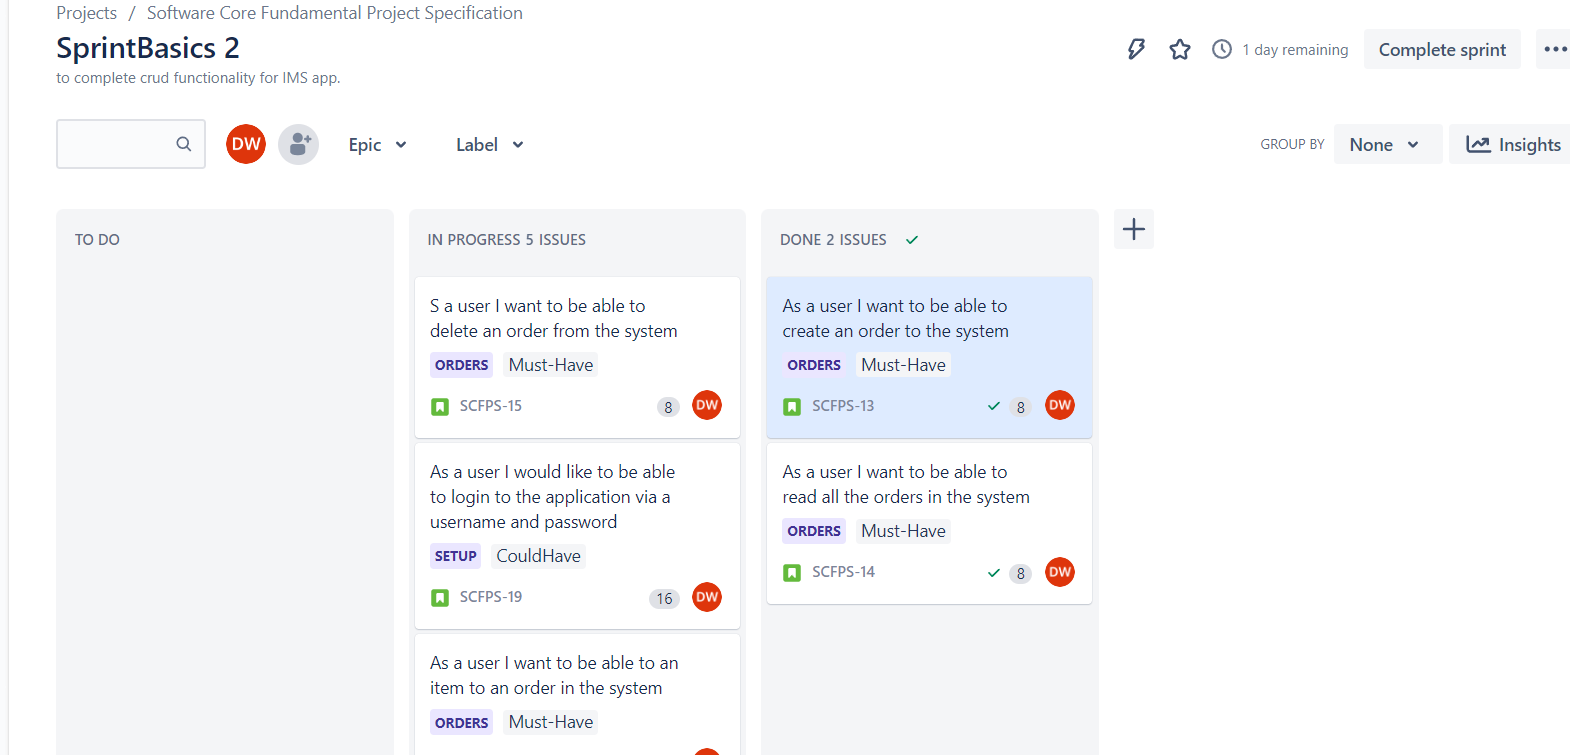 Projects / Software Core Fundamental Project Specification
SprintBasics 2
to complete crud functionality for IMS app.
1 day remaining
Complete sprint
DW
Epic
Label
GROUP BY
None
Insights
TO DO
IN PROGRESS 5 ISSUES
S a user I want to be able to
delete an order from the system
ORDERS Must-Have
SCFPS-15 8 DW
As a user I would like to be able
to login to the application via a
username and password
SETUP CouldHave
SCFPS-19 16 DW
As a user I want to be able to an
item to an order in the system
ORDERS Must-Have
DONE 2 ISSUES
As a user I want to be able to
create an order to the system
ORDERS Must-Have
SCFPS-13 8 DW
As a user I want to be able to
read all the orders in the system
ORDERS Must-Have
SCFPS-14 8 DW